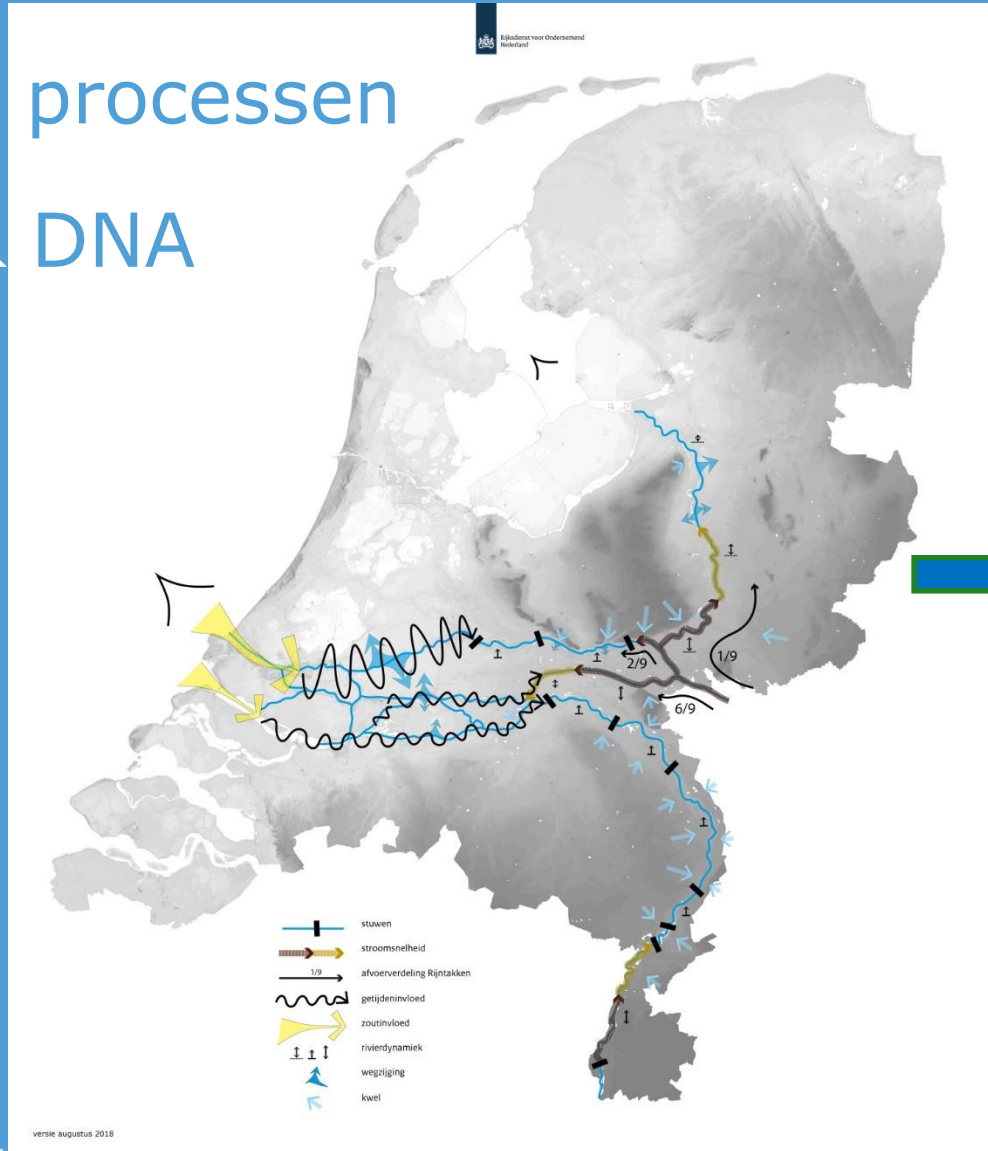 Rijksdienst voor Ondernemend
Nederland
processen
DNA
2/9
1/9
6/9
stuwen
stroomsnelheid
1/9
afvoerverdeling Rijntakken
getijdeninvloed
zoutinvloed
rivierdynamiek
wegzijging
kwel
versie augustus 2018